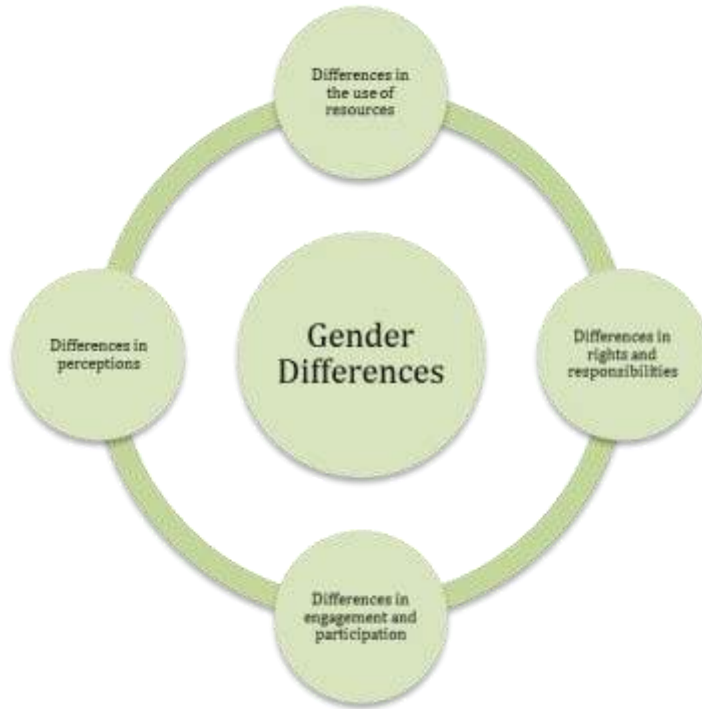 Differences in
the use of
resources
Differences in
perceptions
Gender
Differences
Differences in
rights and
responsibilities
Differences in
engagement and
participation